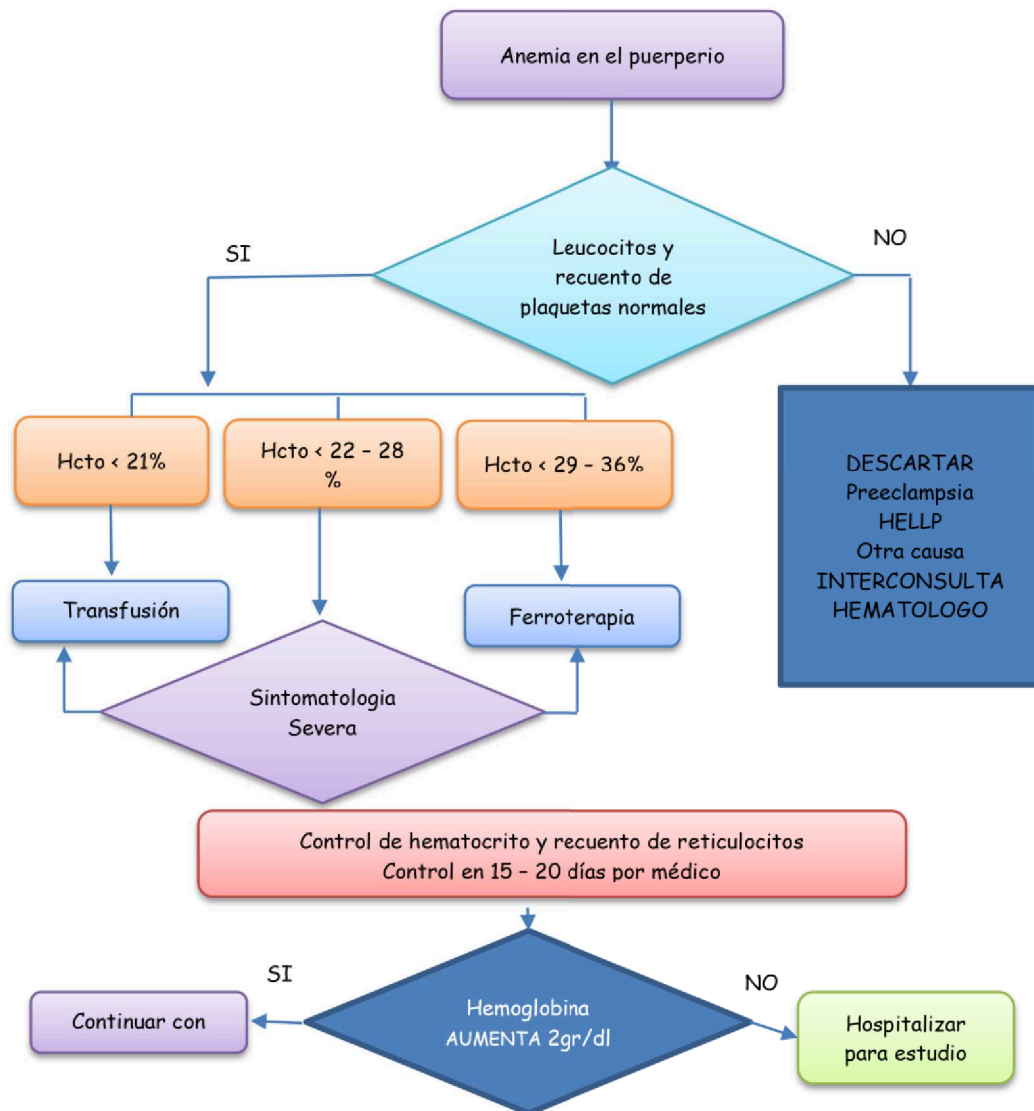 Anemia en el puerperio
SI
NO
Leucocitos y
recuento de
plaquetas normales
Hcto < 21%
Hcto < 22 – 28
%
Hcto < 29 – 36%
DESCARTAR
Preeclampsia
HELLP
Otra causa
INTERCONSULTA
HEMATOLOGO
Transfusión
Ferroterapia
Sintomatologia
Severa
Control de hematocrito y recuento de reticulocitos
Control en 15 – 20 días por médico
SI
NO
Hemoglobina
AUMENTA 2gr/dl
Continuar con
Hospitalizar
para estudio